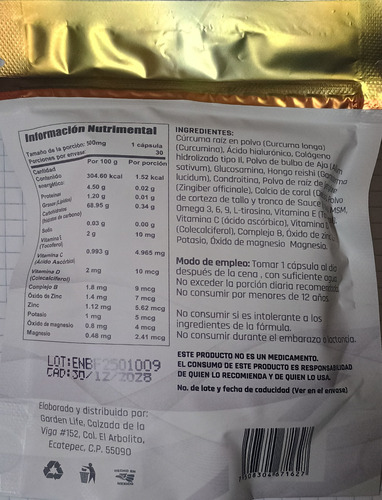 Información Nutrimental
Tamaño de la porción: 500mg 1 cápsula
Porciones por envase 30
Cantidad Por 100 g Por porción
Contenido energético 304.60 kcal 1.52 kcal
Proteínas 4.50 g 0.02 g
Grasas (Lípidos) 1.20 g 0.01 g
Carbohidratos (Hidratos de carbono) 68.95 g 0.34 g
Sodio 0.03 g 0.00 g
Vitamina E (Tocoferol) 2 g 10 mg
Vitamina C (Ácido Ascórbico) 0.993 g 4.965 mg
Vitamina D (Colecalciferol) 2 mg 10 mcg
Complejo B 1.8 mg 9 mcg
Óxido de Zinc 1.4 mg 7 mcg
Zinc 1.12 mg 5.62 mcg
Potasio 1 mg 5 mcg
Óxido de magnesio 0.8 mg 4 mcg
Magnesio 0.48 mg 2.41 mcg
LOT:ENBF2501009
CAD:30/12/2028
Elaborado y distribuido por:
Garden Life, Calzada de la
Viga #152, Col. El Arbolito,
Ecatepec, C.P. 55090
INGREDIENTES:
Cúrcuma raíz en polvo (Curcuma longa)
(Curcumino), Ácido hialurónico, Colágeno
hidrolizado tipo II, Polvo de bulbo de Ajo
sativum), Glucosamina, Hongo reishi
lucidum), Condroitina, Polvo de raíz de
(Zingiber officinale), Calcio de coral
de corteza de tallo y tronco de Sauce MSM,
Omega 3, 6, 9, L-tirosina, Vitamina E
Vitamina C (ácido ascórbico), Vitamina
(Colecalciferol), Complejo B, Óxido de zinc,
Potasio, Óxido de magnesio Magnesio.
Modo de empleo: Tomar 1 cápsula al día
después de la cena , con suficiente agua
No exceder la porción diaria recomendada
No consumir por menores de 12 años
No consumir si es intolerante a los
ingredientes de la fórmula.
No consumir durante el embarazo o lactancia.
ESTE PRODUCTO NO ES UN MEDICAMENTO.
EL CONSUMO DE ESTE PRODUCTO ES RESPONSABILIDAD
DE QUIEN LO RECOMIENDA Y DE QUIEN LO USA.
No. de lote y fecha de caducidad (Ver en el envase)